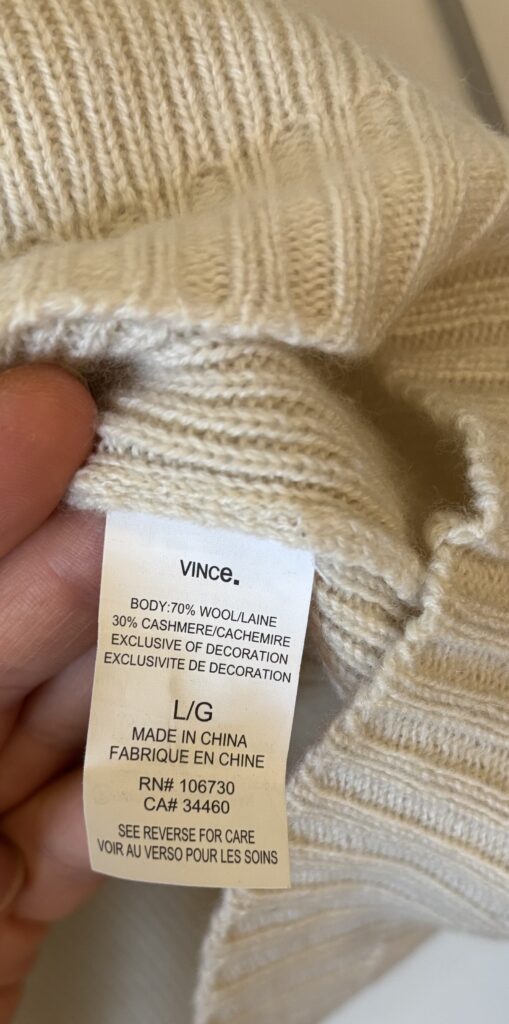 VINCe.
BODY:70% WOOL/LAINE
30% CASHMERE/CACHEMIRE
EXCLUSIVE OF DECORATION
EXCLUSIVITE DE DECORATION
L/G
MADE IN CHINA
FABRIQUE EN CHINE
RN# 106730
CA# 34460
SEE REVERSE FOR CARE
VOIR AU VERSO POUR LES SOINS